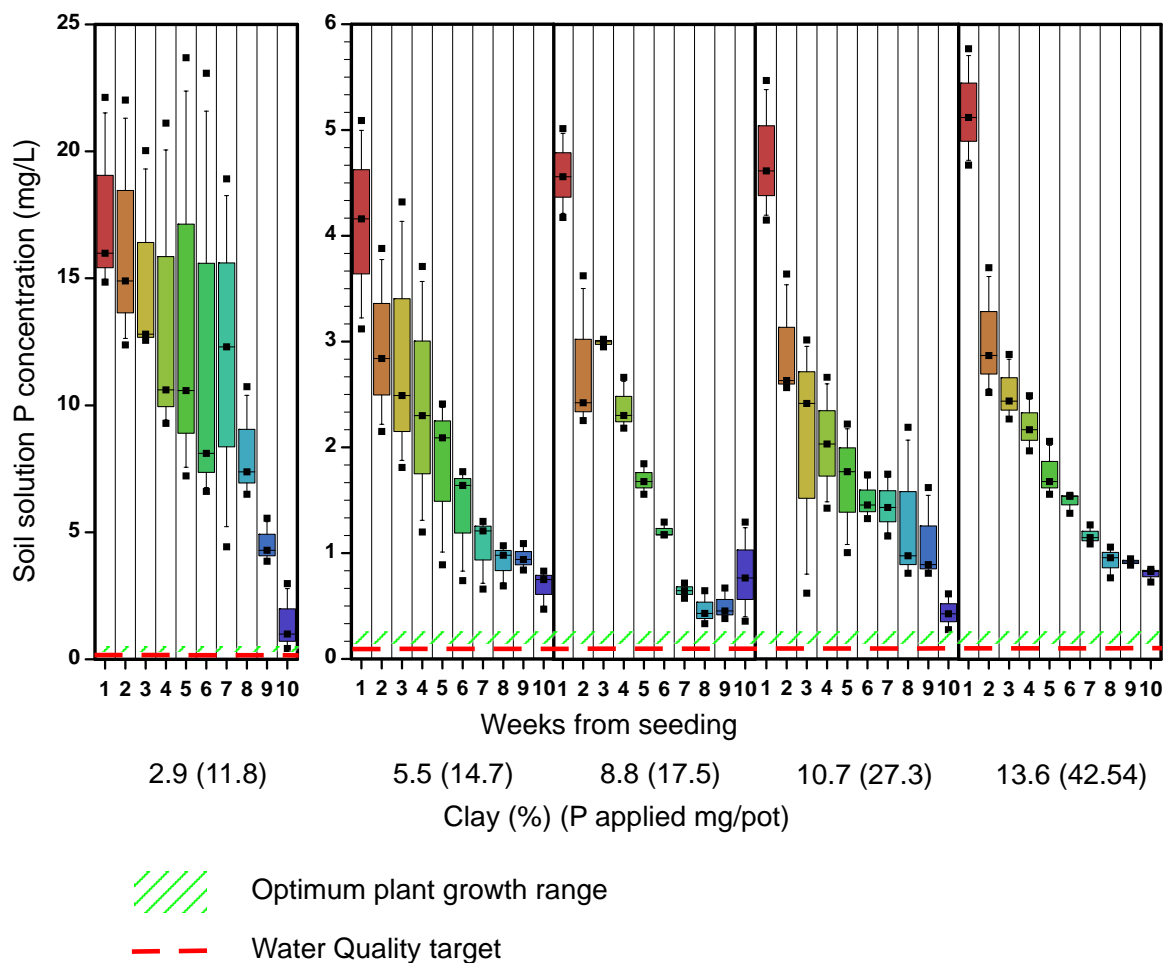 Soil solution P concentration (mg/L)
25
20
15
10
5
0
6
5
4
3
2
1
0
1 2 3 4 5 6 7 8 9 10
1 2 3 4 5 6 7 8 9 10
1 2 3 4 5 6 7 8 9 10
1 2 3 4 5 6 7 8 9 10
1 2 3 4 5 6 7 8 9 10
Weeks from seeding
2.9 (11.8) 5.5 (14.7) 8.8 (17.5) 10.7 (27.3) 13.6 (42.54)
Clay (%) (P applied mg/pot)
Optimum plant growth range
Water Quality target